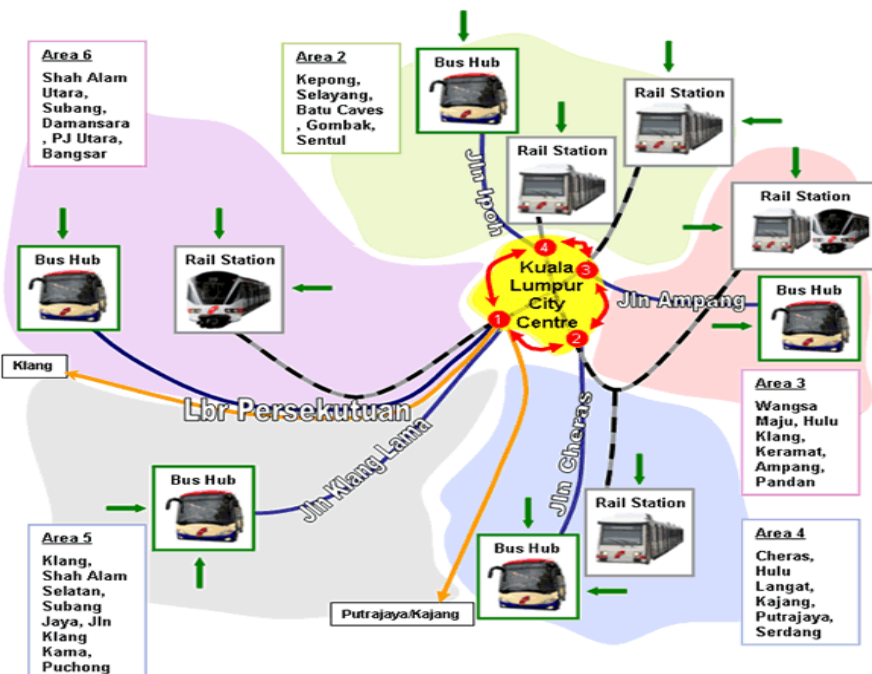 Area 6
Shah Alam
Utara,
Subang,
Damansara
, PJ Utara,
Bangsar
Area 2
Kepong,
Selayang,
Batu Caves
, Gombak,
Sentul
Bus Hub
Rail Station
Rail Station
Rail Station
Jln Ipoh
Bus Hub
Rail Station
4
3
Kuala
Lumpur
City
Centre
1
2
Jln Ampang
Bus Hub
Klang
Lbr Persekutuan
Jln Klang Lama
Jln Cheras
Area 3
Wangsa
Maju, Hulu
Klang,
Keramat,
Ampang,
Pandan
Bus Hub
Rail Station
Bus Hub
Area 5
Klang,
Shah Alam
Selatan,
Subang
Jaya, Jln
Klang
Kama,
Puchong
Putrajaya/Kajang
Area 4
Cheras,
Hulu
Langat,
Kajang,
Putrajaya,
Serdang